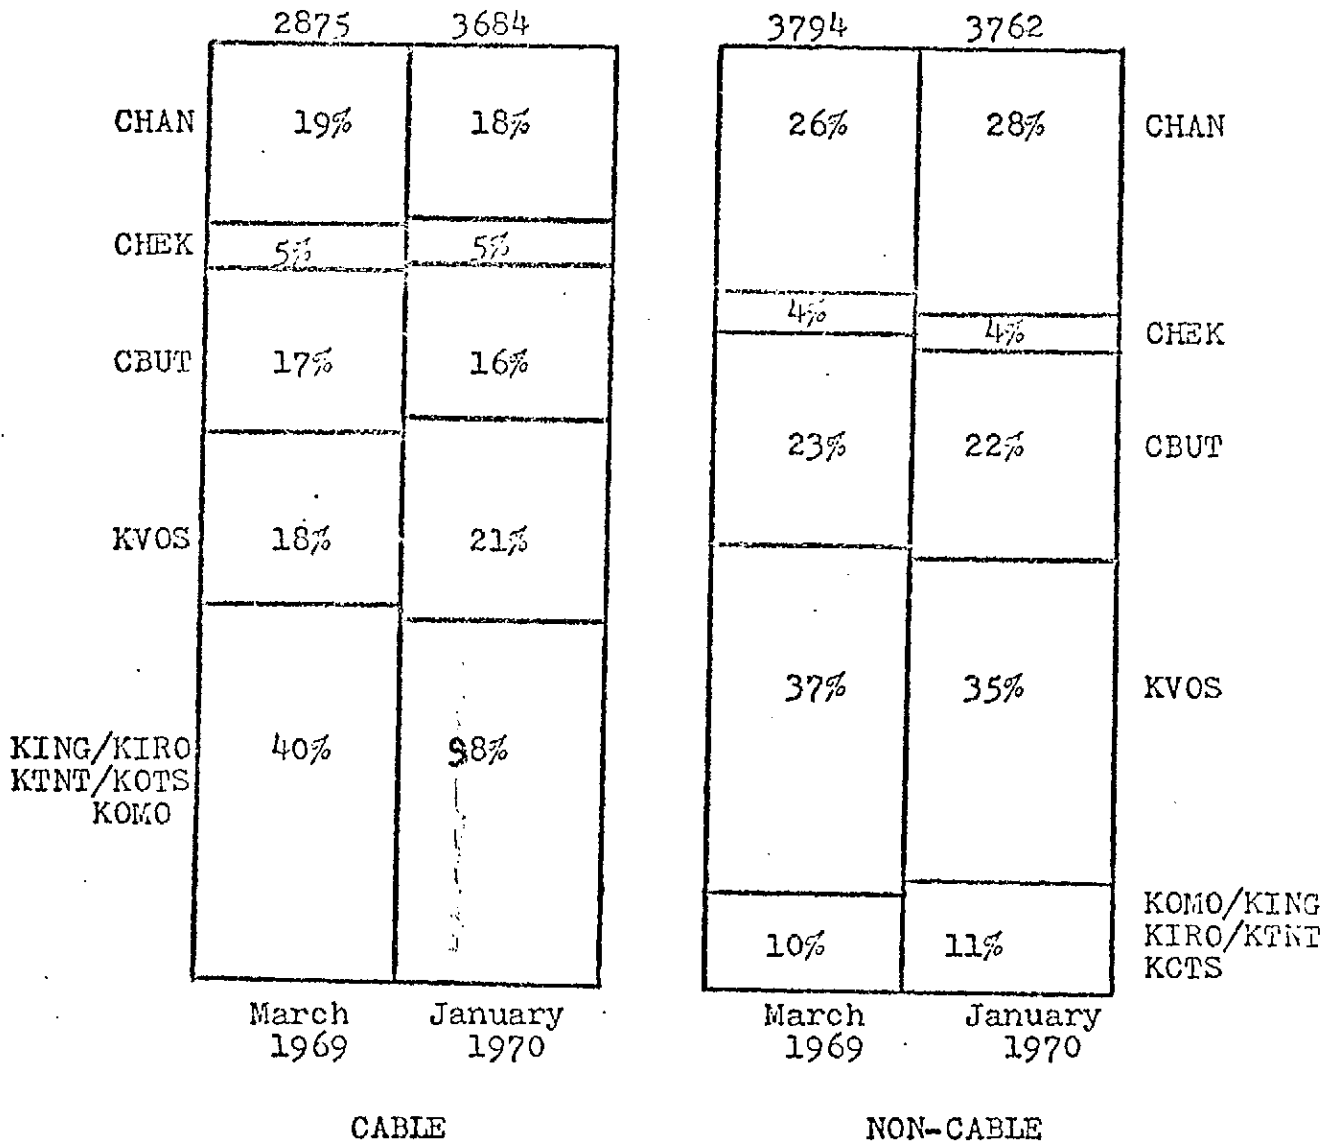 2875 3684
CHAN 19% 18%
CHEK 5% 5%
CBUT 17% 16%
KVOS 18% 21%
KING/KIRO 40% 98%
KTNT/KOTS
KOMO
March January
1969 1970
CABLE
3794 3762
26% 28% CHAN
4% 4% CHEK
23% 22% CBUT
37% 35% KVOS
10% 11% KOMO/KING
KIRO/KTNT
KCTS
March January
1969 1970
NON-CABLE